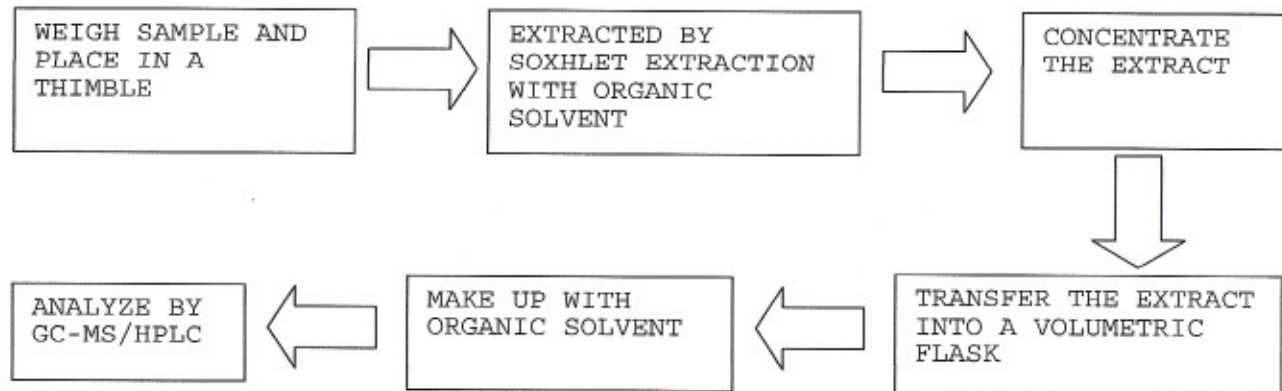 WEIGH SAMPLE AND
PLACE IN A
THIMBLE
EXTRACTED BY
SOXHLET EXTRACTION
WITH ORGANIC
SOLVENT
CONCENTRATE
THE EXTRACT
TRANSFER THE EXTRACT
INTO A VOLUMETRIC
FLASK
MAKE UP WITH
ORGANIC SOLVENT
ANALYZE BY
GC-MS/HPLC